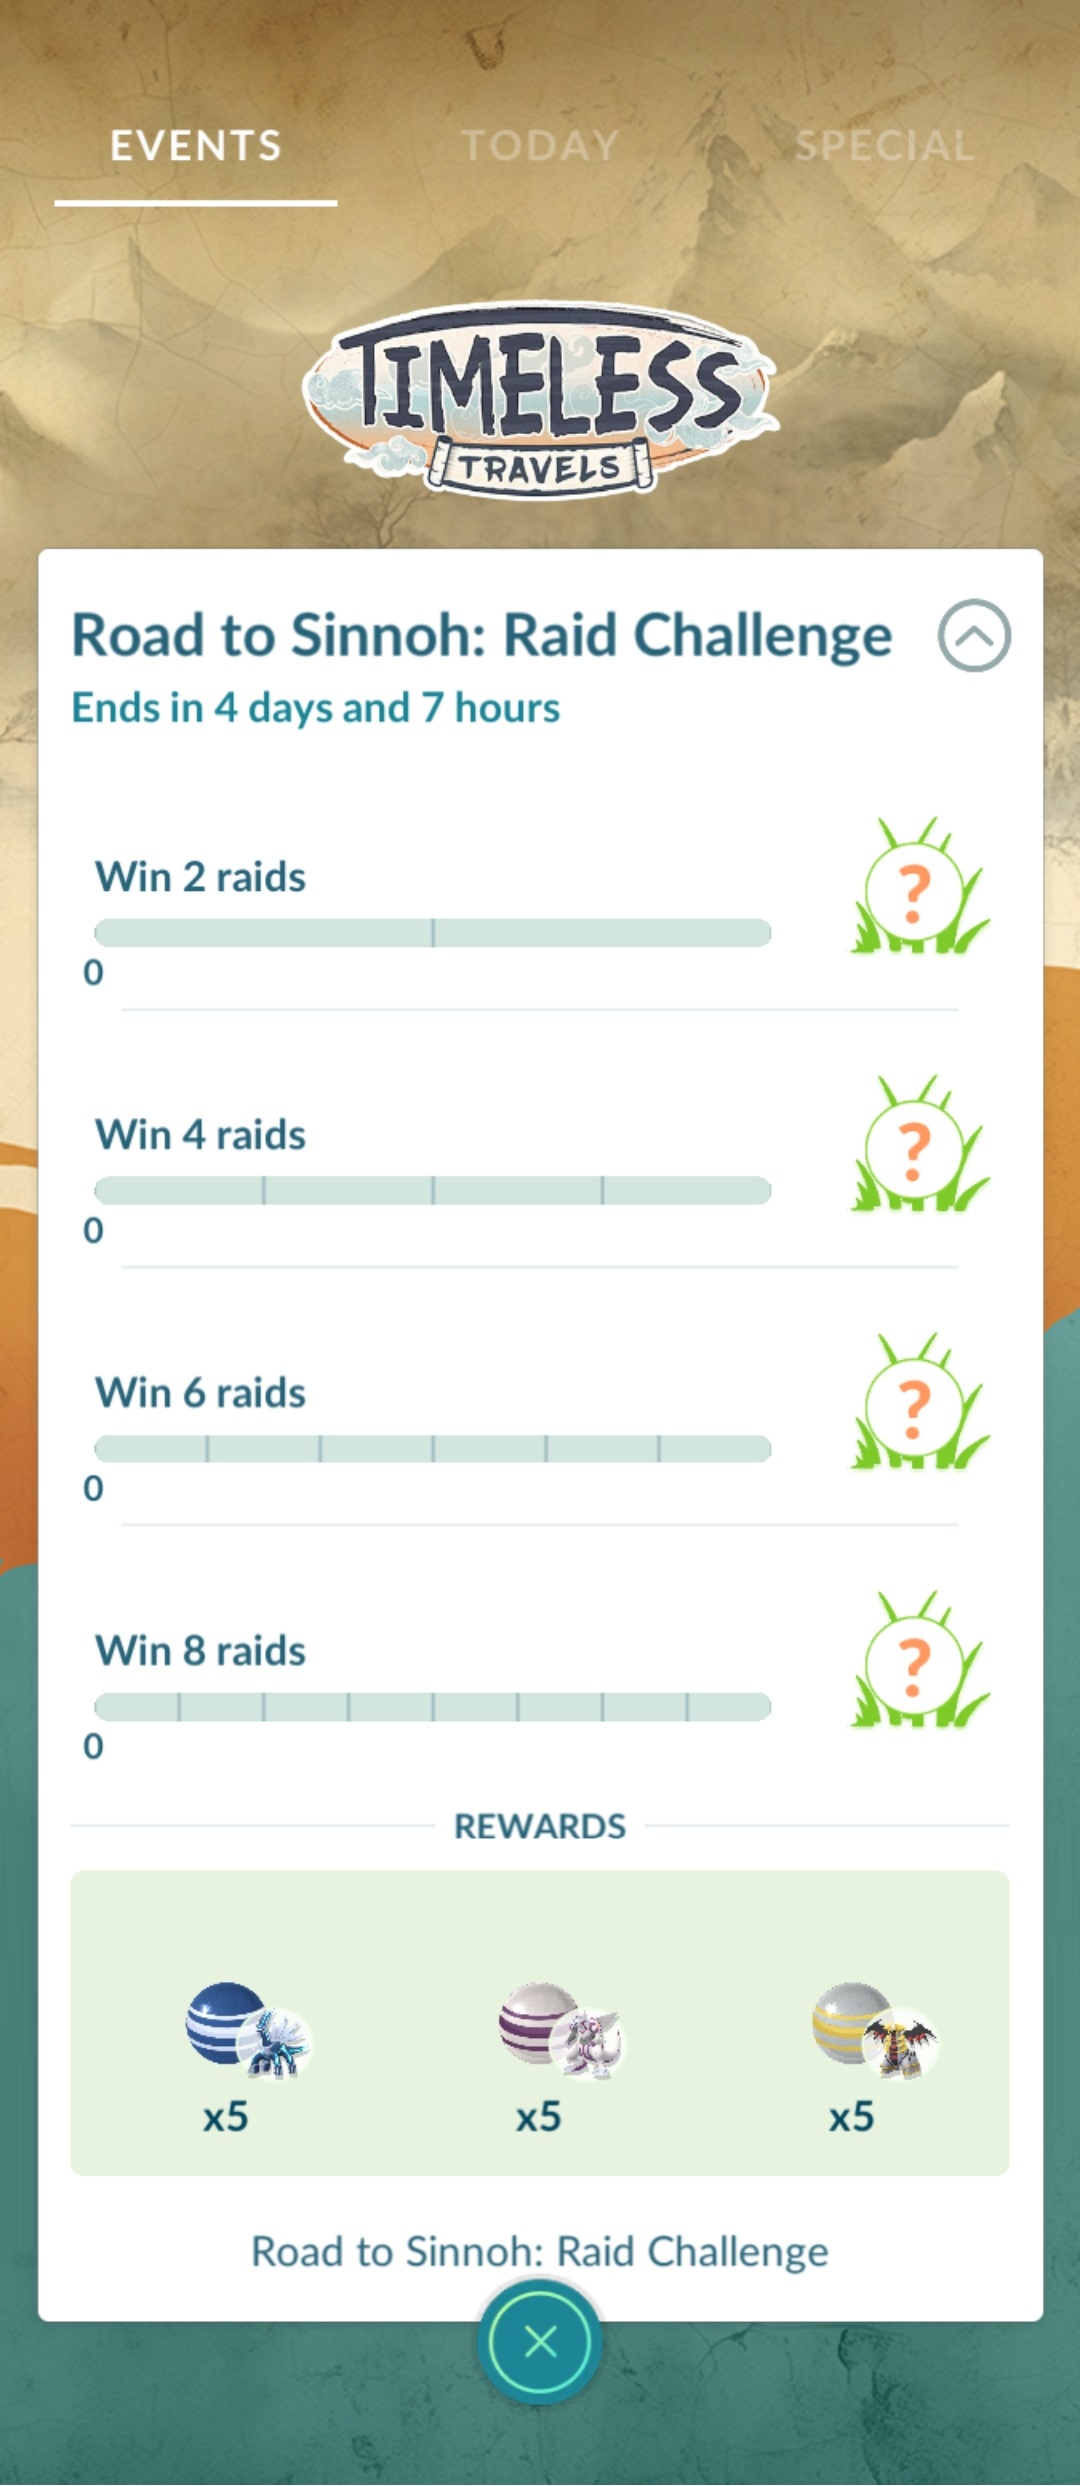 EVENTS TODAY SPECIAL
TIMELESS
TRAVELS
Road to Sinnoh: Raid Challenge
Ends in 4 days and 7 hours
Win 2 raids
?
0
Win 4 raids
?
0
Win 6 raids
?
0
Win 8 raids
?
0
REWARDS
x5 x5 x5
Road to Sinnoh: Raid Challenge